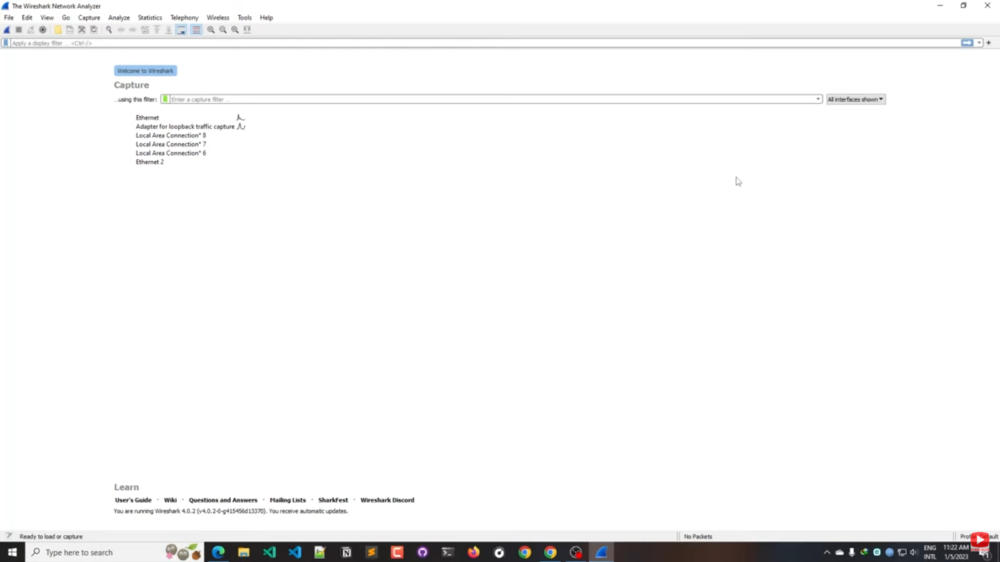 The Wireshark Network Analyzer
File Edit View Go Capture Analyze Statistics Telephony Wireless Tools Help
Apply a display filter ... <Ctrl-/>
Welcome to Wireshark
Capture
...using this filter: Enter a capture filter ... All interfaces shown
Ethernet
Adapter for loopback traffic capture
Local Area Connection* 8
Local Area Connection* 7
Local Area Connection* 6
Ethernet 2
Learn
User's Guide · Wiki · Questions and Answers · Mailing Lists · SharkFest · Wireshark Discord
You are running Wireshark 4.0.2 (v4.0.2-0-g415456d13370). You receive automatic updates.
Ready to load or capture No Packets Default
Type here to search
ENG 11:22 AM
INTL 1/5/2023